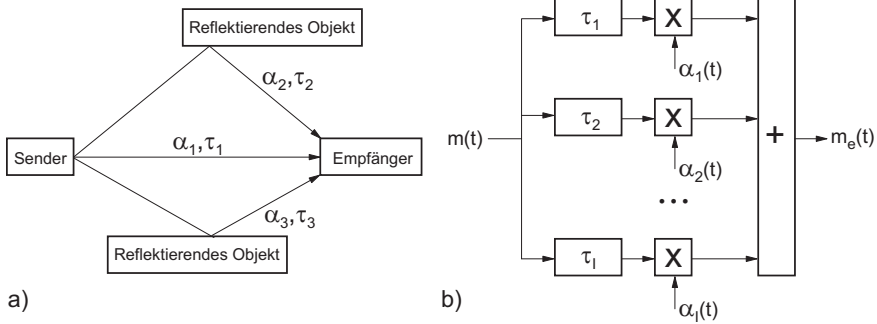 Reflektierendes Objekt
α₂,τ₂
Sender
α₁,τ₁
Empfänger
α₃,τ₃
Reflektierendes Objekt
a)
τ₁
X
α₁(t)
τ₂
X
m(t)
α₂(t)
+
mₑ(t)
...
τₗ
X
αₗ(t)
b)